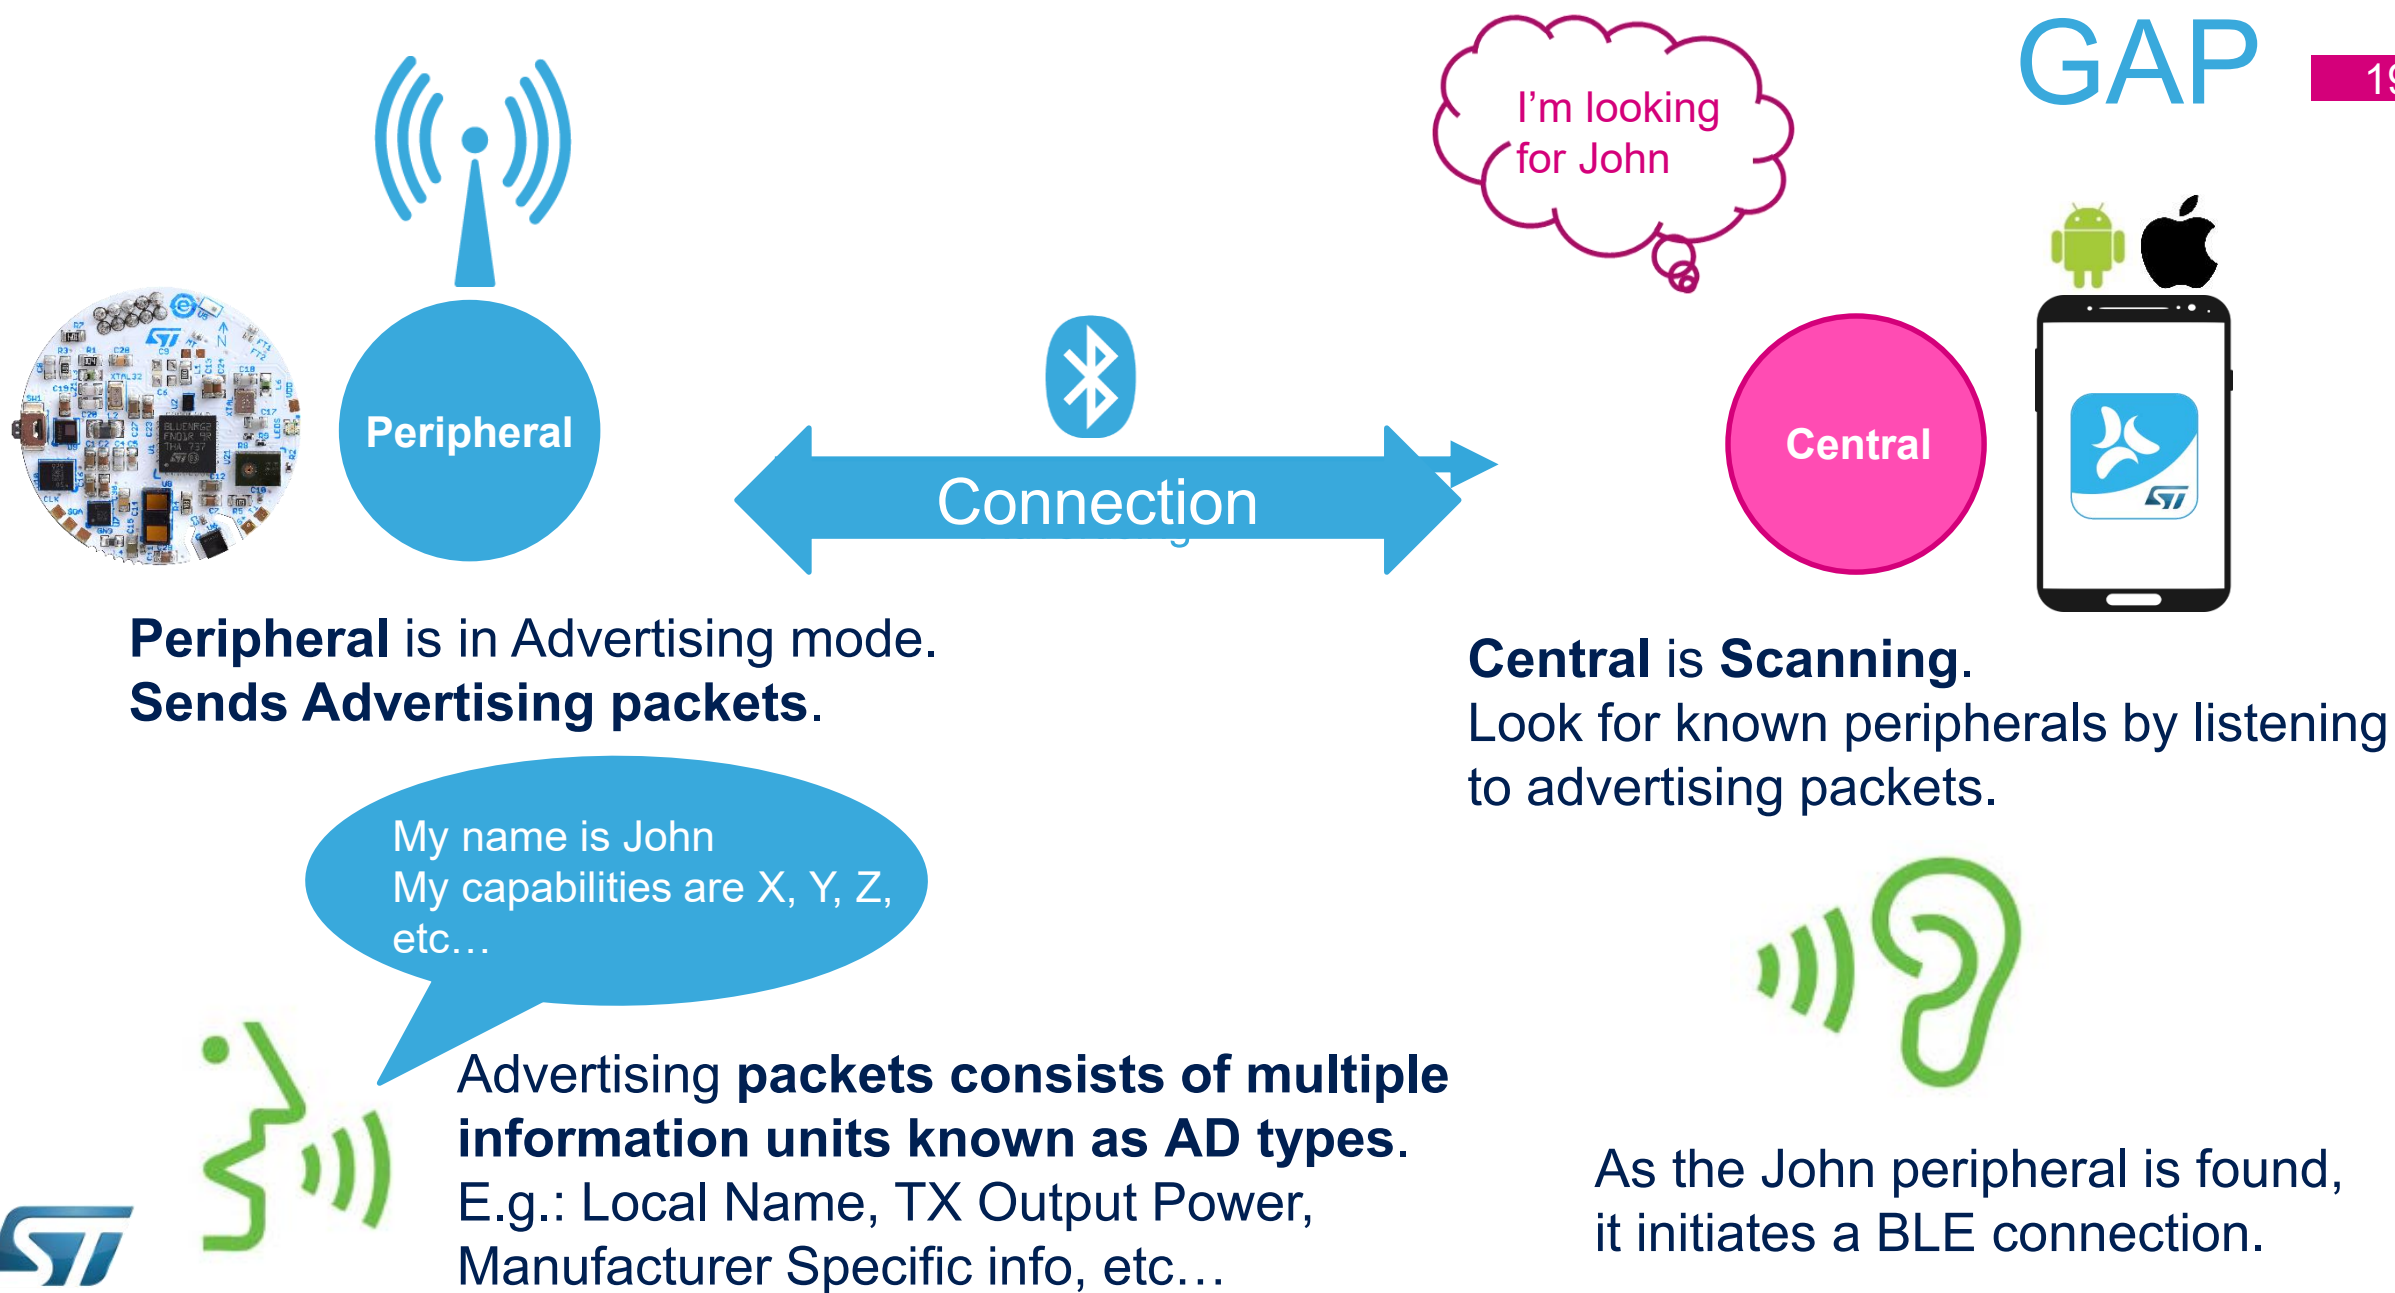 GAP
19
I'm looking
for John
Peripheral
Connection
Central
Peripheral is in Advertising mode.
Sends Advertising packets.
Central is Scanning.
Look for known peripherals by listening
to advertising packets.
My name is John
My capabilities are X, Y, Z,
etc…
Advertising packets consists of multiple
information units known as AD types.
E.g.: Local Name, TX Output Power,
Manufacturer Specific info, etc…
As the John peripheral is found,
it initiates a BLE connection.
ST